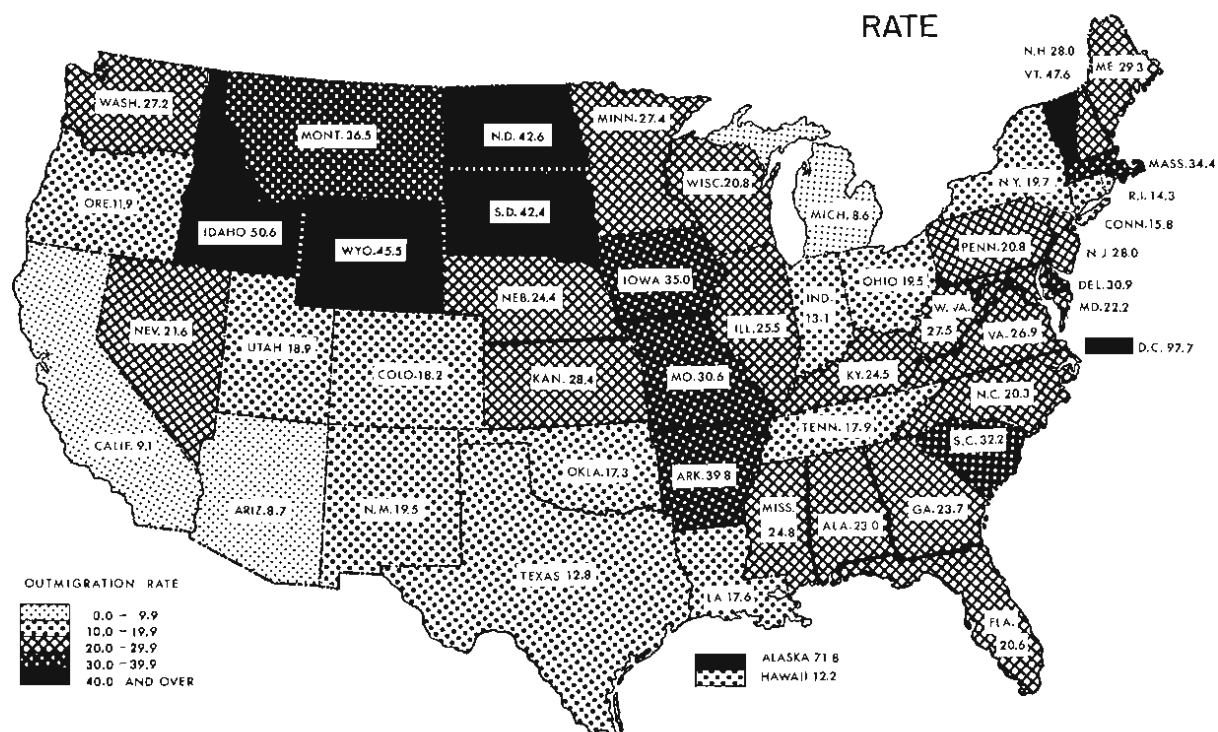 RATE
N.H 28.0
VT. 47.6
ME 29.3
WASH. 27.2
MONT. 36.5
N.D. 42.6
MINN. 27.4
MASS. 34.4
ORE. 11.9
IDAHO 50.6
WYO. 45.5
S.D. 42.4
WISC. 20.8
MICH. 8.6
N.Y. 19.7
R.I. 14.3
CONN. 15.8
PENN. 20.8
N J. 28.0
IOWA 35.0
NEB. 24.4
OHIO 19.5
IND.
13.1
DEL. 30.9
MD. 22.2
NEV. 21.6
UTAH 18.9
COLO. 18.2
ILL. 25.5
W. VA.
27.5
VA. 26.9
D.C. 97.7
KAN. 28.4
MO. 30.6
KY. 24.5
N.C. 20.3
CALIF. 9.1
TENN. 17.9
S.C. 32.2
ARIZ. 8.7
N.M. 19.5
OKLA. 17.3
ARK. 39.8
MISS.
24.8
ALA. 23.0
GA. 23.7
TEXAS 12.8
LA 17.6
FLA.
20.6
OUTMIGRATION RATE
0.0 - 9.9
10.0 - 19.9
20.0 - 29.9
30.0 - 39.9
40.0 AND OVER
ALASKA 71.8
HAWAII 12.2